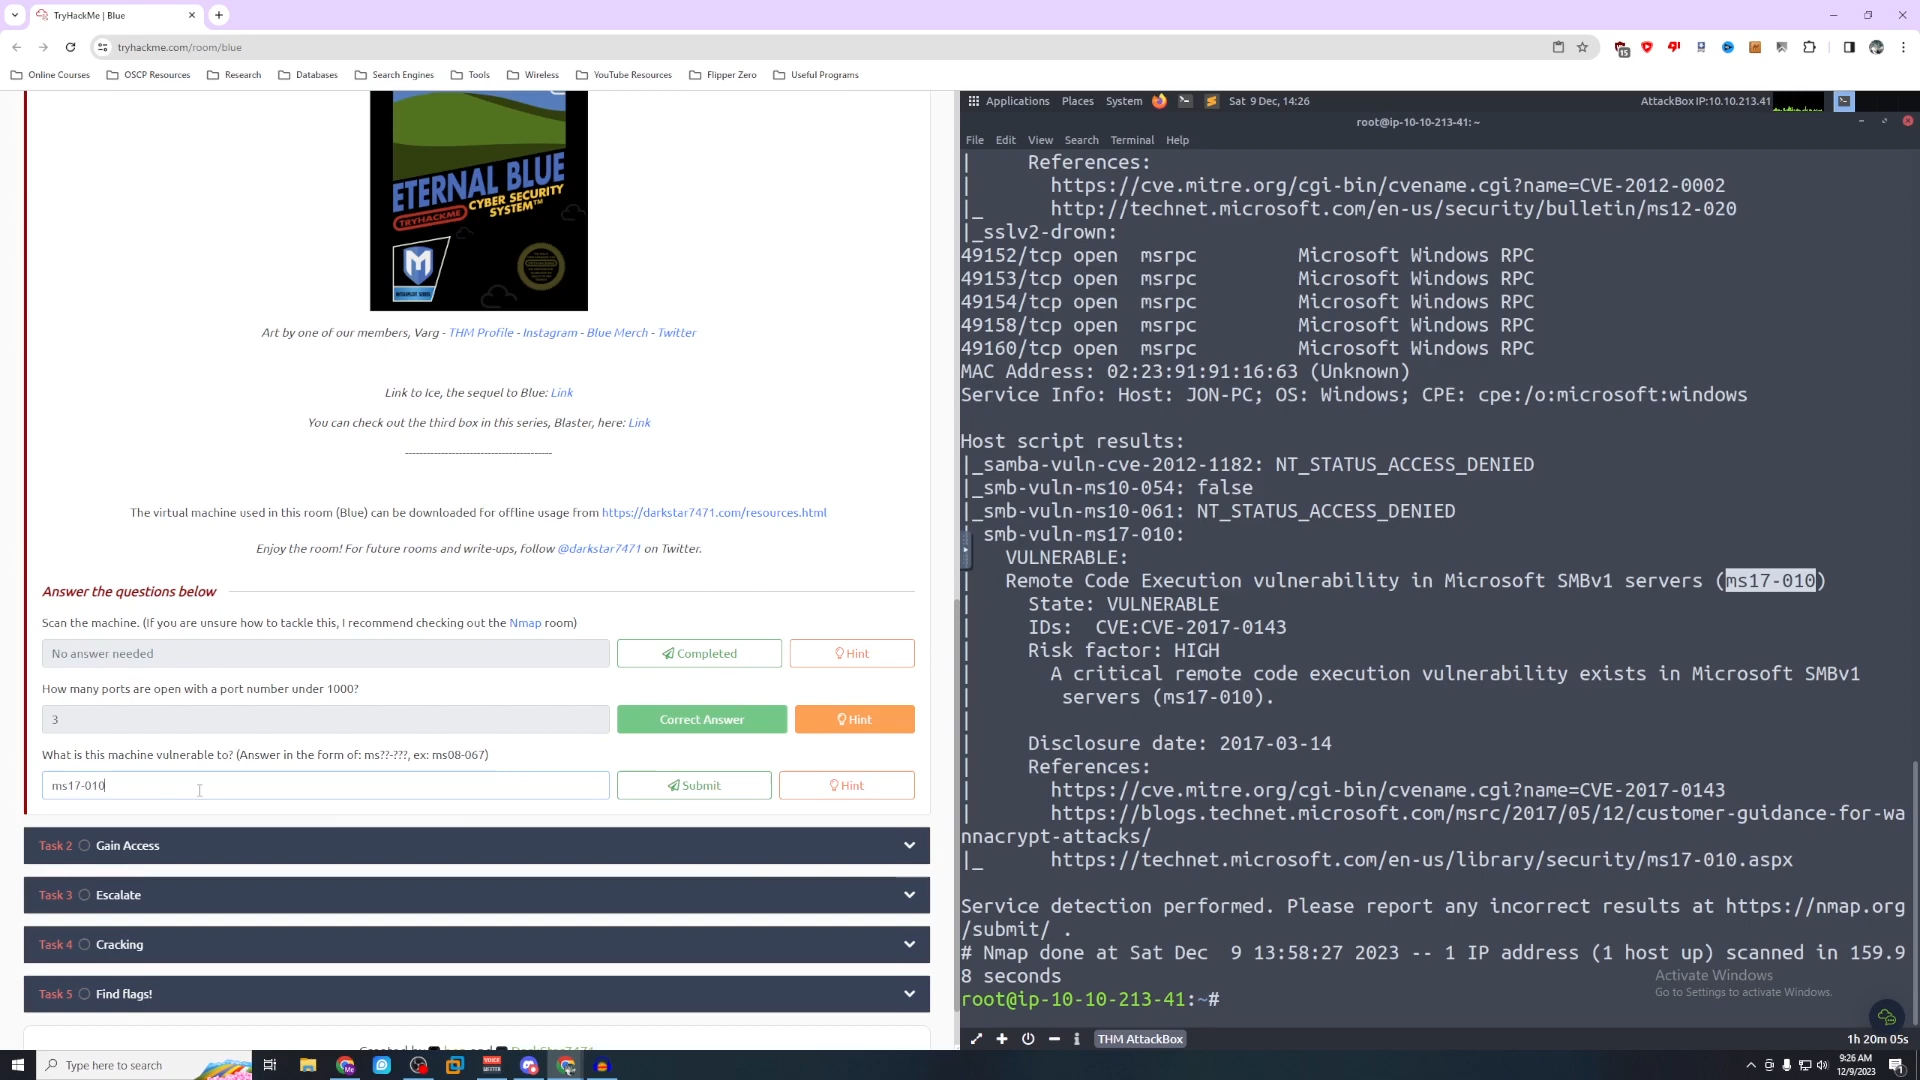 TryHackMe | Blue
tryhackme.com/room/blue
15
Online Courses
OSCP Resources
Research
Databases
Search Engines
Tools
Wireless
YouTube Resources
Flipper Zero
Useful Programs
ETERNAL BLUE
TRYHACKME
CYBER SECURITY
SYSTEM™
M
Art by one of our members, Varg - THM Profile - Instagram - Blue Merch - Twitter
Link to Ice, the sequel to Blue: Link
You can check out the third box in this series, Blaster, here: Link
----------------------------------------
The virtual machine used in this room (Blue) can be downloaded for offline usage from https://darkstar7471.com/resources.html
Enjoy the room! For future rooms and write-ups, follow @darkstar7471 on Twitter.
Answer the questions below
Scan the machine. (If you are unsure how to tackle this, I recommend checking out the Nmap room)
No answer needed
Completed
Hint
How many ports are open with a port number under 1000?
3
Correct Answer
Hint
What is this machine vulnerable to? (Answer in the form of: ms??-???, ex: ms08-067)
ms17-010
Submit
Hint
Task 2 Gain Access
Task 3 Escalate
Task 4 Cracking
Task 5 Find flags!
Applications Places System Sat 9 Dec, 14:26 AttackBox IP:10.10.213.41
root@ip-10-10-213-41: ~
File Edit View Search Terminal Help
|     References:
|       https://cve.mitre.org/cgi-bin/cvename.cgi?name=CVE-2012-0002
|_      http://technet.microsoft.com/en-us/security/bulletin/ms12-020
|_sslv2-drown:
49152/tcp open  msrpc         Microsoft Windows RPC
49153/tcp open  msrpc         Microsoft Windows RPC
49154/tcp open  msrpc         Microsoft Windows RPC
49158/tcp open  msrpc         Microsoft Windows RPC
49160/tcp open  msrpc         Microsoft Windows RPC
MAC Address: 02:23:91:91:16:63 (Unknown)
Service Info: Host: JON-PC; OS: Windows; CPE: cpe:/o:microsoft:windows
Host script results:
|_samba-vuln-cve-2012-1182: NT_STATUS_ACCESS_DENIED
|_smb-vuln-ms10-054: false
|_smb-vuln-ms10-061: NT_STATUS_ACCESS_DENIED
smb-vuln-ms17-010:
VULNERABLE:
|   Remote Code Execution vulnerability in Microsoft SMBv1 servers (ms17-010)
|     State: VULNERABLE
|     IDs:  CVE:CVE-2017-0143
|     Risk factor: HIGH
|       A critical remote code execution vulnerability exists in Microsoft SMBv1
|        servers (ms17-010).
|
|     Disclosure date: 2017-03-14
|     References:
|       https://cve.mitre.org/cgi-bin/cvename.cgi?name=CVE-2017-0143
|       https://blogs.technet.microsoft.com/msrc/2017/05/12/customer-guidance-for-wa
nnacrypt-attacks/
|_      https://technet.microsoft.com/en-us/library/security/ms17-010.aspx
Service detection performed. Please report any incorrect results at https://nmap.org
/submit/ .
# Nmap done at Sat Dec  9 13:58:27 2023 -- 1 IP address (1 host up) scanned in 159.9
8 seconds
root@ip-10-10-213-41:~#
Activate Windows
Go to Settings to activate Windows.
THM AttackBox
1h 20m 05s
Type here to search
VOICE
9:26 AM
12/9/2023
1